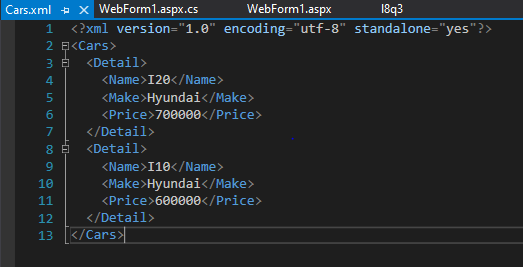 Cars.xml WebForm1.aspx.cs WebForm1.aspx l8q3
1 <?xml version="1.0" encoding="utf-8" standalone="yes"?>
2 <Cars>
3 <Detail>
4 <Name>I20</Name>
5 <Make>Hyundai</Make>
6 <Price>700000</Price>
7 </Detail>
8 <Detail>
9 <Name>I10</Name>
10 <Make>Hyundai</Make>
11 <Price>600000</Price>
12 </Detail>
13 </Cars>